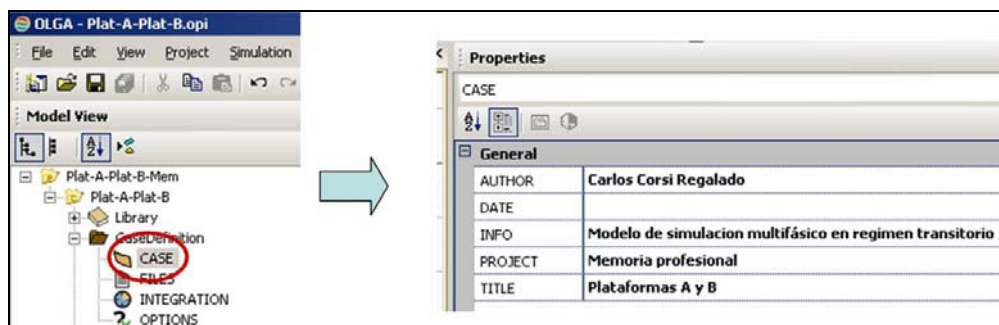 OLGA - Plat-A-Plat-B.opi
File Edit View Project Simulation
Model View
Plat-A-Plat-B-Mem
Plat-A-Plat-B
Library
CaseDefinition
CASE
FILES
INTEGRATION
OPTIONS
Properties
CASE
General
AUTHOR Carlos Corsi Regalado
DATE
INFO Modelo de simulacion multifásico en regimen transitorio
PROJECT Memoria profesional
TITLE Plataformas A y B